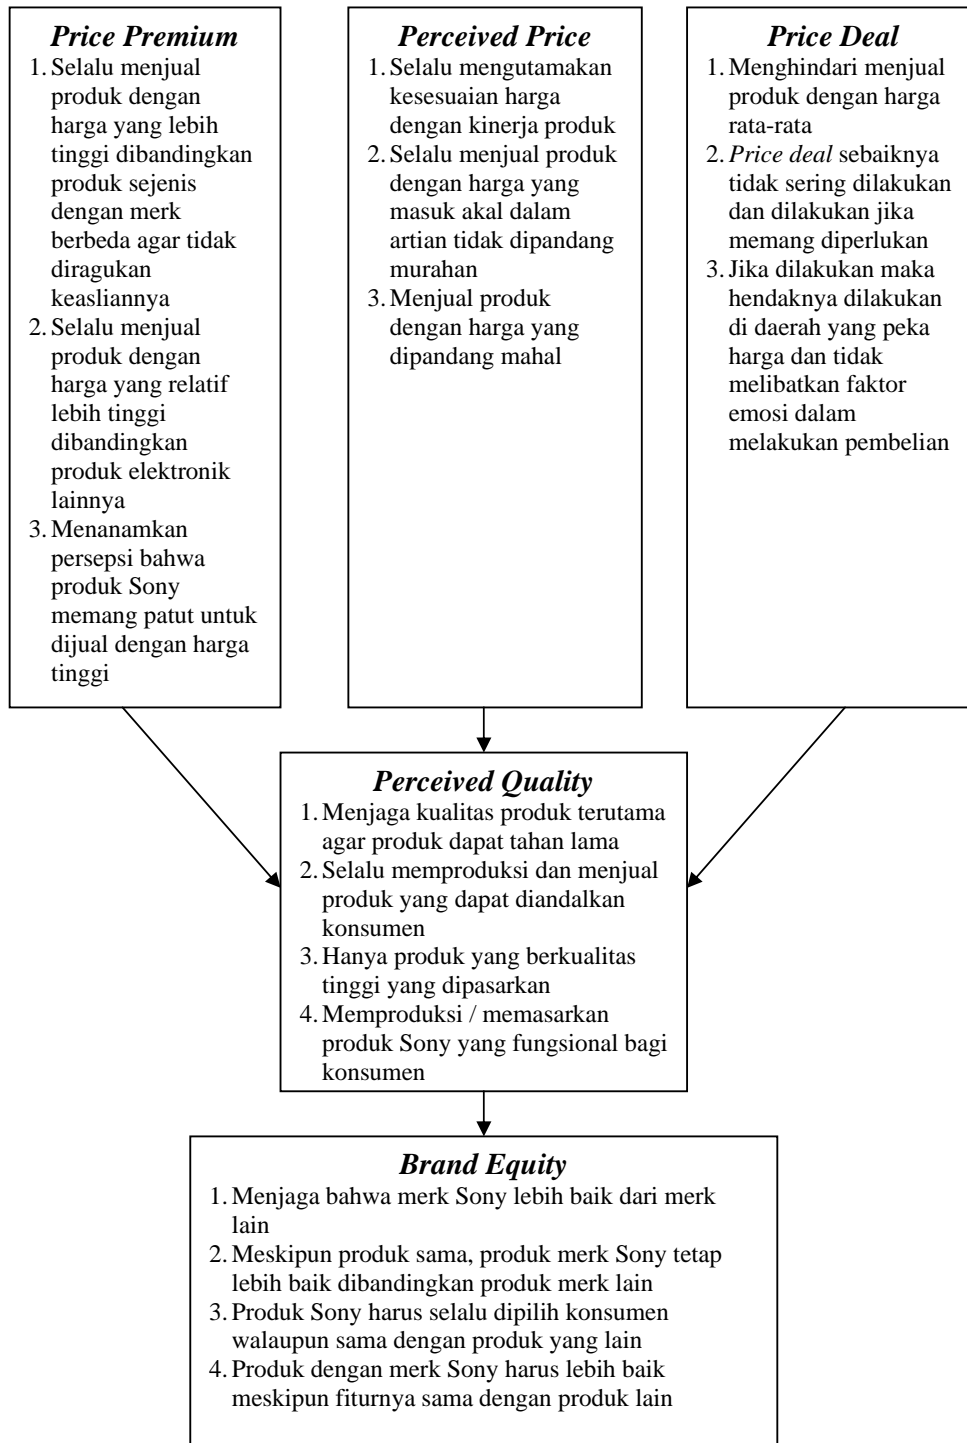 Price Premium
1. Selalu menjual
produk dengan
harga yang lebih
tinggi dibandingkan
produk sejenis
dengan merk
berbeda agar tidak
diragukan
keasliannya
2. Selalu menjual
produk dengan
harga yang relatif
lebih tinggi
dibandingkan
produk elektronik
lainnya
3. Menanamkan
persepsi bahwa
produk Sony
memang patut untuk
dijual dengan harga
tinggi
Perceived Price
1. Selalu mengutamakan
kesesuaian harga
dengan kinerja produk
2. Selalu menjual produk
dengan harga yang
masuk akal dalam
artian tidak dipandang
murahan
3. Menjual produk
dengan harga yang
dipandang mahal
Price Deal
1. Menghindari menjual
produk dengan harga
rata-rata
2. Price deal sebaiknya
tidak sering dilakukan
dan dilakukan jika
memang diperlukan
3. Jika dilakukan maka
hendaknya dilakukan
di daerah yang peka
harga dan tidak
melibatkan faktor
emosi dalam
melakukan pembelian
Perceived Quality
1. Menjaga kualitas produk terutama
agar produk dapat tahan lama
2. Selalu memproduksi dan menjual
produk yang dapat diandalkan
konsumen
3. Hanya produk yang berkualitas
tinggi yang dipasarkan
4. Memproduksi / memasarkan
produk Sony yang fungsional bagi
konsumen
Brand Equity
1. Menjaga bahwa merk Sony lebih baik dari merk
lain
2. Meskipun produk sama, produk merk Sony tetap
lebih baik dibandingkan produk merk lain
3. Produk Sony harus selalu dipilih konsumen
walaupun sama dengan produk yang lain
4. Produk dengan merk Sony harus lebih baik
meskipun fiturnya sama dengan produk lain